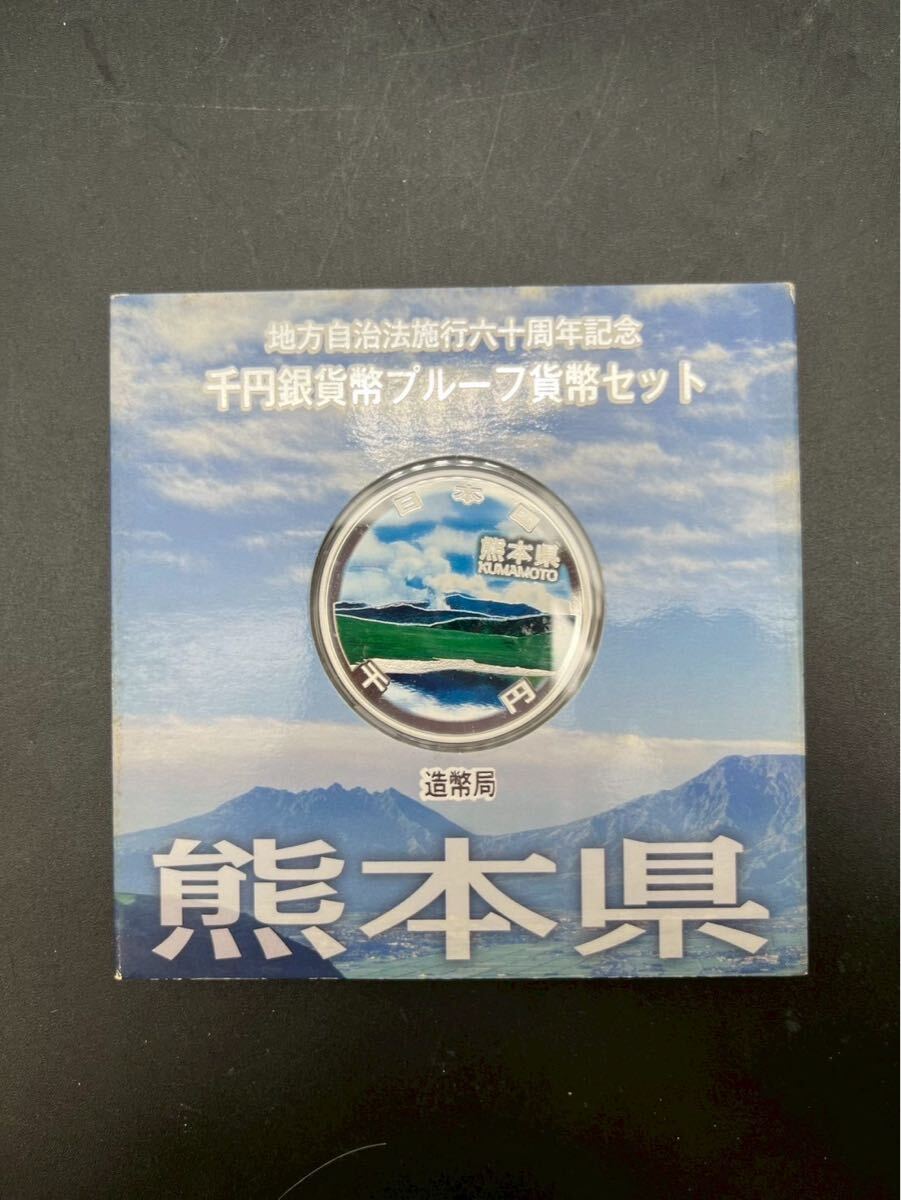 地方自治法施行六十周年記念
千円銀貨幣プルーフ貨幣セット
日本国
熊本県
KUMAMOTO
千円
造幣局
熊本県